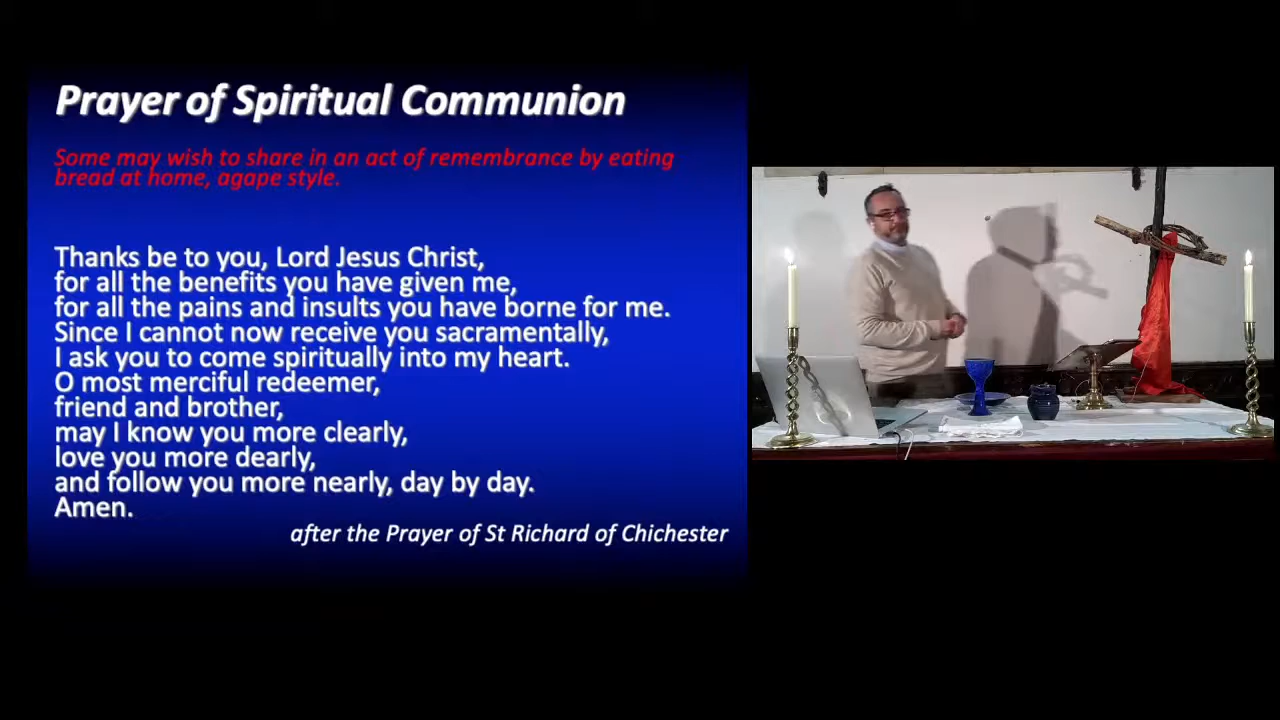 Prayer of Spiritual Communion
Some may wish to share in an act of remembrance by eating
bread at home, agape style.
Thanks be to you, Lord Jesus Christ,
for all the benefits you have given me,
for all the pains and insults you have borne for me.
Since I cannot now receive you sacramentally,
I ask you to come spiritually into my heart.
O most merciful redeemer,
friend and brother,
may I know you more clearly,
love you more dearly,
and follow you more nearly, day by day.
Amen.
after the Prayer of St Richard of Chichester